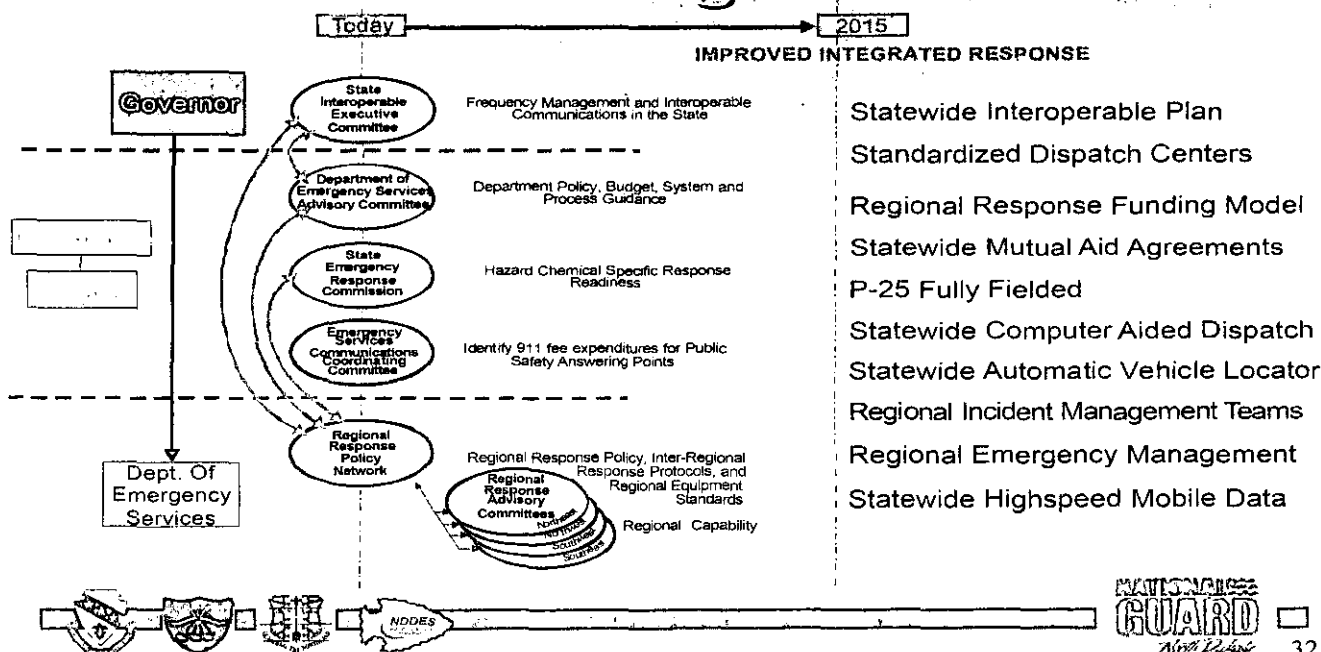 Today
2015
IMPROVED INTEGRATED RESPONSE
Governor
State
Interoperable
Executive
Committee
Frequency Management and Interoperable
Communications in the State
Department of
Emergency Services
Advisory Committee
Department Policy, Budget, System and
Process Guidance
State
Emergency
Response
Commission
Hazard Chemical Specific Response
Readiness
Emergency
Services
Communications
Coordinating
Committee
Identify 911 fee expenditures for Public
Safety Answering Points
Regional
Response
Policy
Network
Regional Response Policy, Inter-Regional
Response Protocols, and
Regional Equipment
Standards
Regional
Response
Advisory
Committees
Northeast
Northwest
Southwest
Southeast
Regional Capability
Dept. Of
Emergency
Services
Statewide Interoperable Plan
Standardized Dispatch Centers
Regional Response Funding Model
Statewide Mutual Aid Agreements
P-25 Fully Fielded
Statewide Computer Aided Dispatch
Statewide Automatic Vehicle Locator
Regional Incident Management Teams
Regional Emergency Management
Statewide Highspeed Mobile Data
NDDES
NATIONAL
GUARD
North Dakota
32